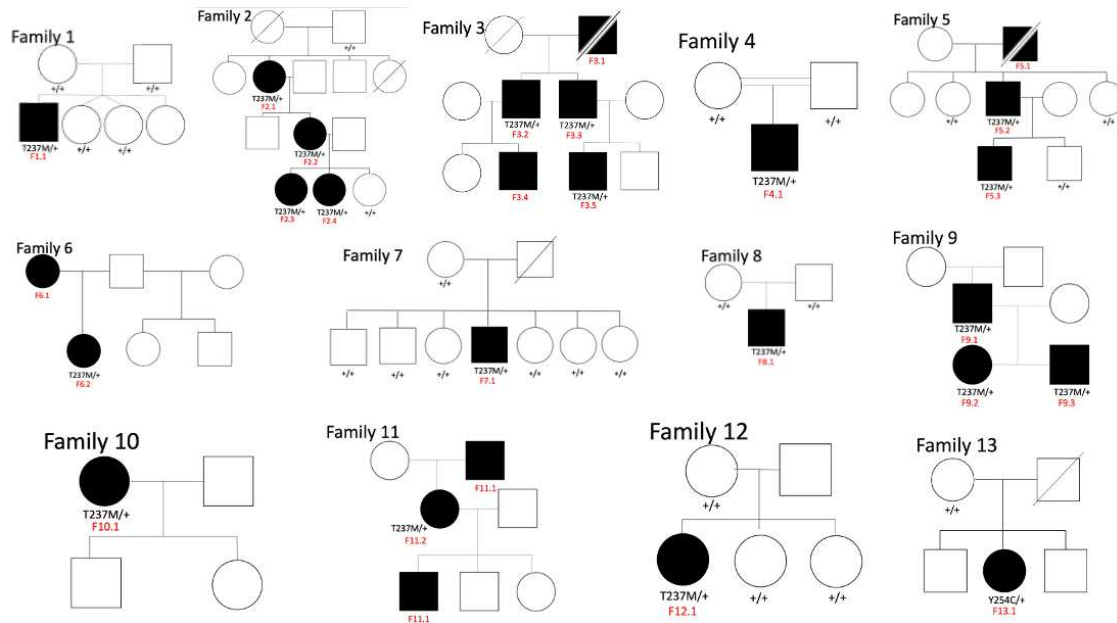 Family 1
+/+ +/+
T237M/+ +/+ +/+
F1.1
Family 2
+/+
T237M/+
F2.1
T237M/+
F2.2
T237M/+ T237M/+ +/+
F2.3 F2.4
Family 3
F3.1
T237M/+ T237M/+
F3.2 F3.3
T237M/+
F3.4 F3.5
Family 4
+/+ +/+
T237M/+
F4.1
Family 5
F5.1
+/+ T237M/+ +/+
F5.2
T237M/+ +/+
F5.3
Family 6
F6.1
T237M/+
F6.2
Family 7
+/+
+/+ +/+ +/+ T237M/+ +/+ +/+ +/+
F7.1
Family 8
+/+ +/+
T237M/+
F8.1
Family 9
T237M/+
F9.1
T237M/+ T237M/+
F9.2 F9.3
Family 10
T237M/+
F10.1
Family 11
F11.1
T237M/+
F11.2
F11.1
Family 12
+/+
T237M/+ +/+ +/+
F12.1
Family 13
+/+
Y254C/+
F13.1